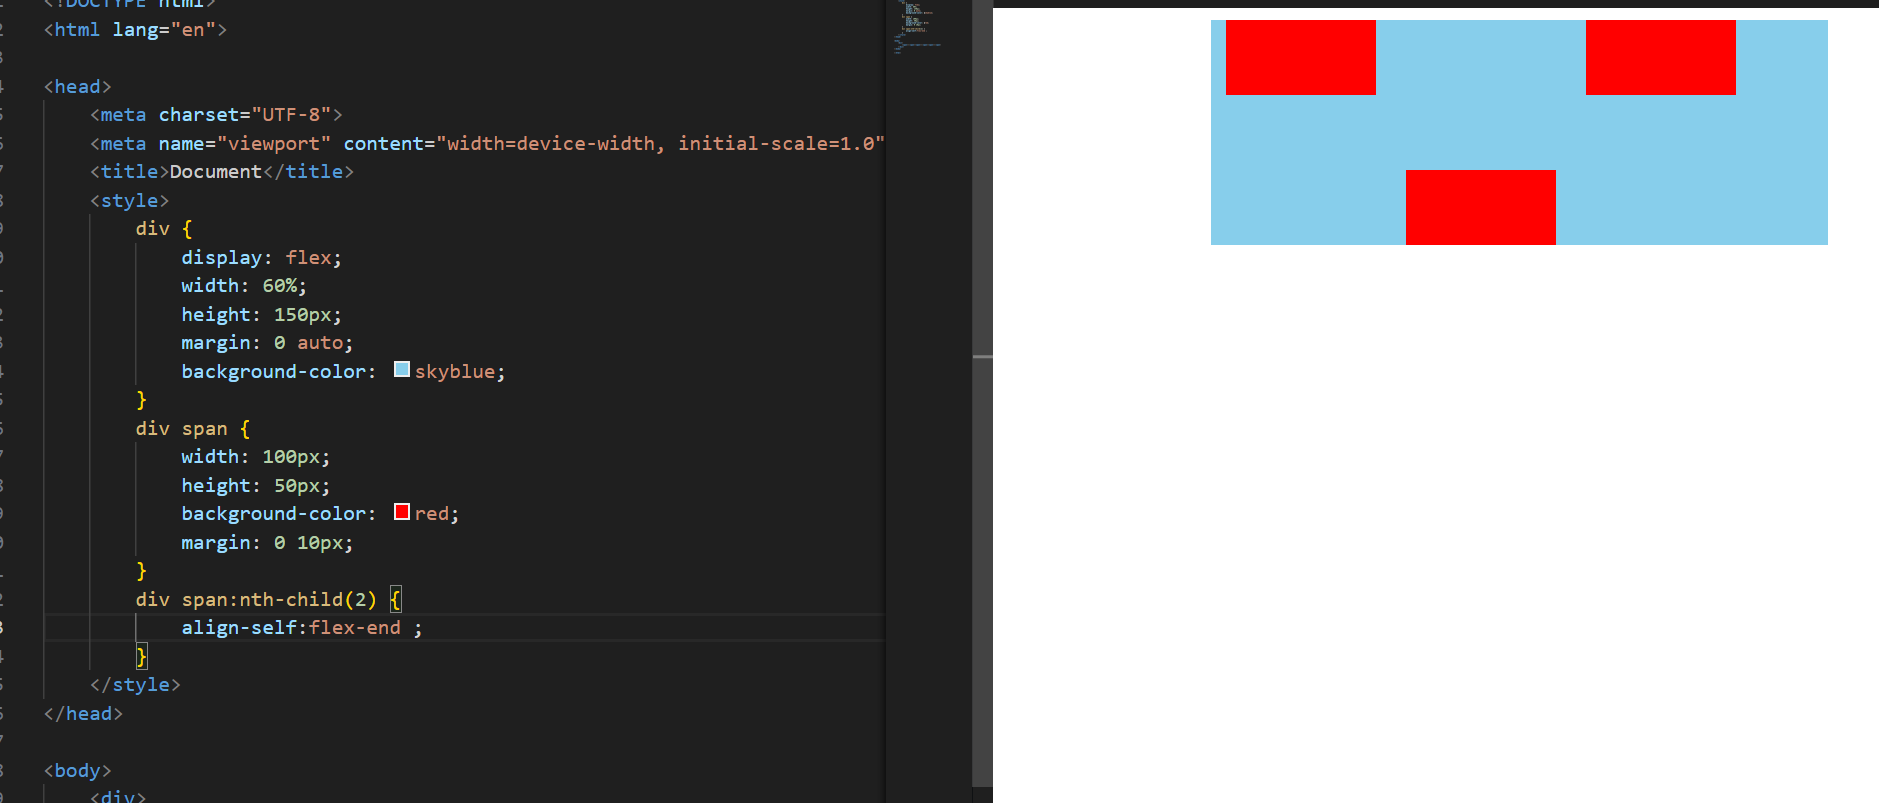 <!DOCTYPE html>
<html lang="en">
<head>
<meta charset="UTF-8">
<meta name="viewport" content="width=device-width, initial-scale=1.0"
<title>Document</title>
<style>
div {
display: flex;
width: 60%;
height: 150px;
margin: 0 auto;
background-color: skyblue;
}
div span {
width: 100px;
height: 50px;
background-color: red;
margin: 0 10px;
}
div span:nth-child(2) {
align-self:flex-end ;
}
</style>
</head>
<body>
<div>